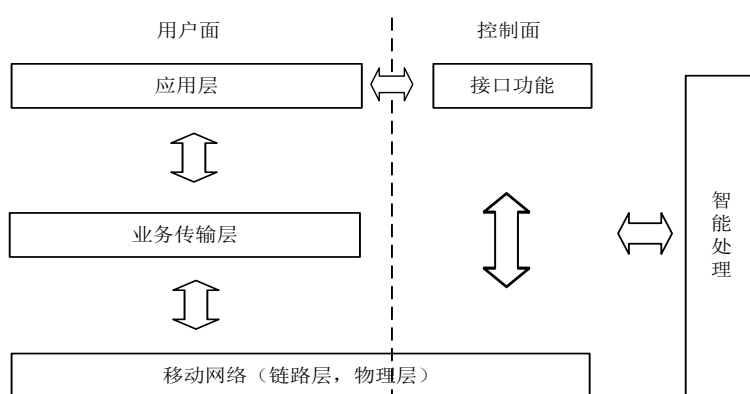 用户面
控制面
应用层
接口功能
业务传输层
智能处理
移动网络（链路层，物理层）